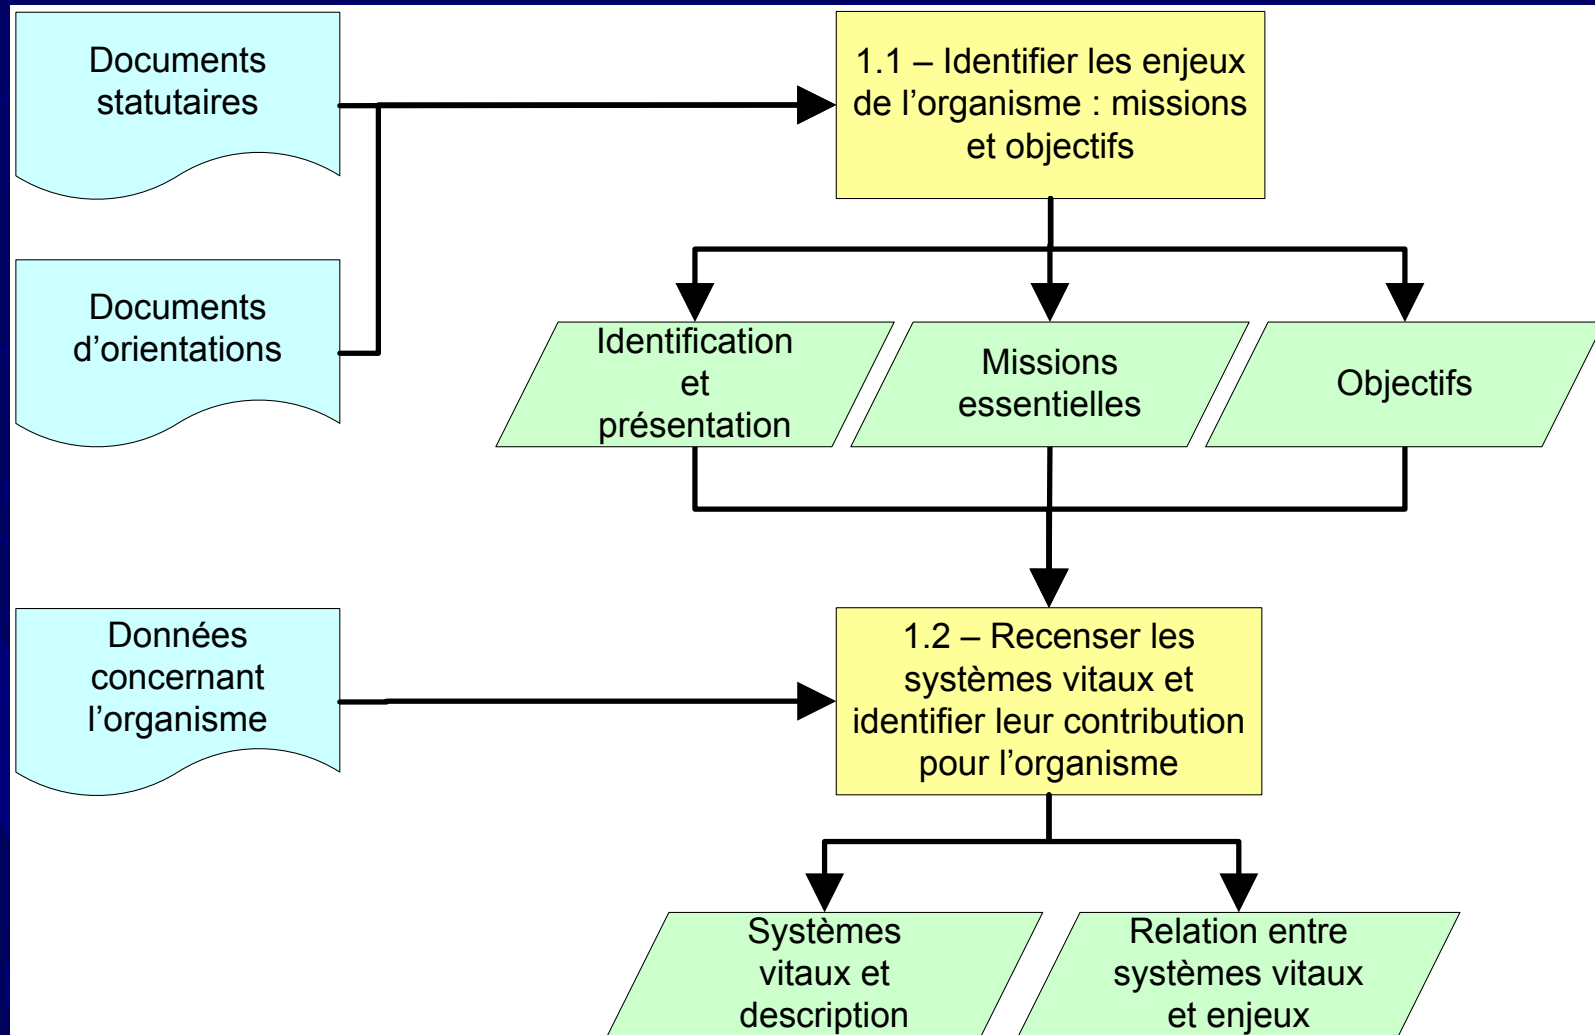 Documents
statutaires
1.1 – Identifier les enjeux
de l’organisme : missions
et objectifs
Documents
d’orientations
Identification
et
présentation
Missions
essentielles
Objectifs
Données
concernant
l’organisme
1.2 – Recenser les
systèmes vitaux et
identifier leur contribution
pour l’organisme
Systèmes
vitaux et
description
Relation entre
systèmes vitaux
et enjeux